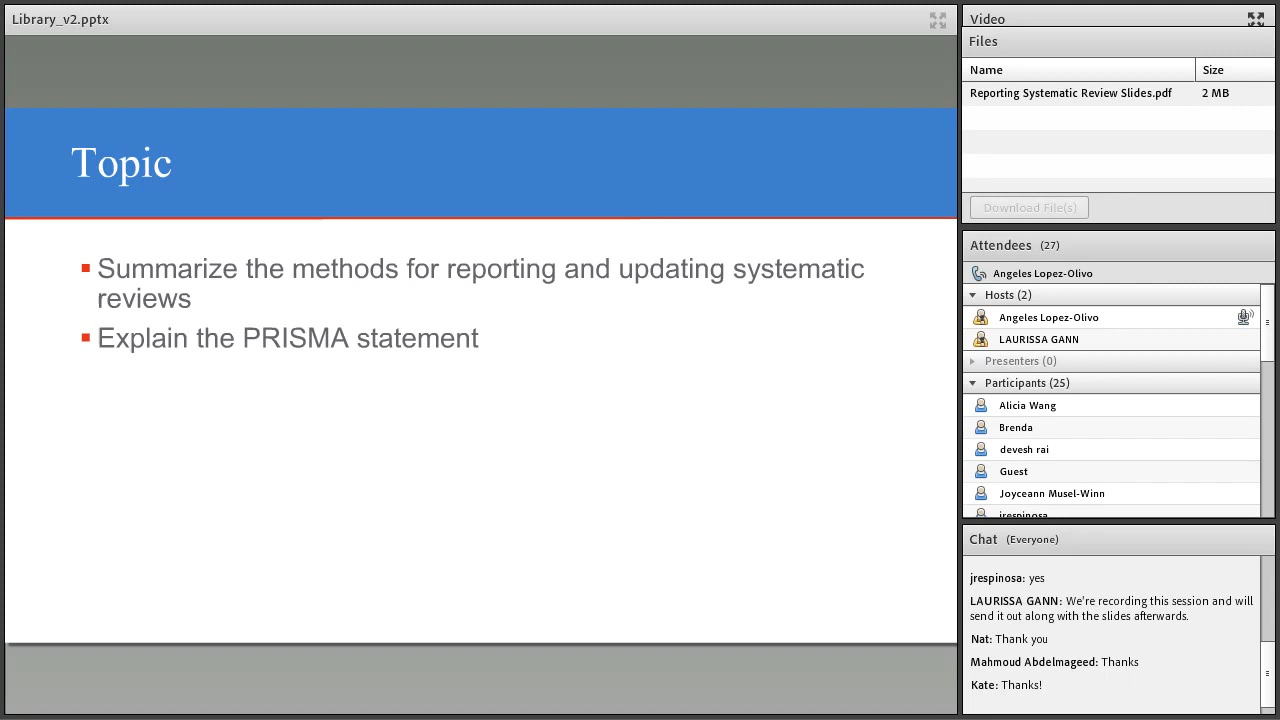 Library_v2.pptx
Topic
Summarize the methods for reporting and updating systematic
reviews
Explain the PRISMA statement
Video
Files
Name Size
Reporting Systematic Review Slides.pdf 2 MB
Download File(s)
Attendees (27)
Angeles Lopez-Olivo
Hosts (2)
Angeles Lopez-Olivo
LAURISSA GANN
Presenters (0)
Participants (25)
Alicia Wang
Brenda
devesh rai
Guest
Joyceann Musel-Winn
jrespinosa
Chat (Everyone)
jrespinosa: yes
LAURISSA GANN: We're recording this session and will
send it out along with the slides afterwards.
Nat: Thank you
Mahmoud Abdelmageed: Thanks
Kate: Thanks!